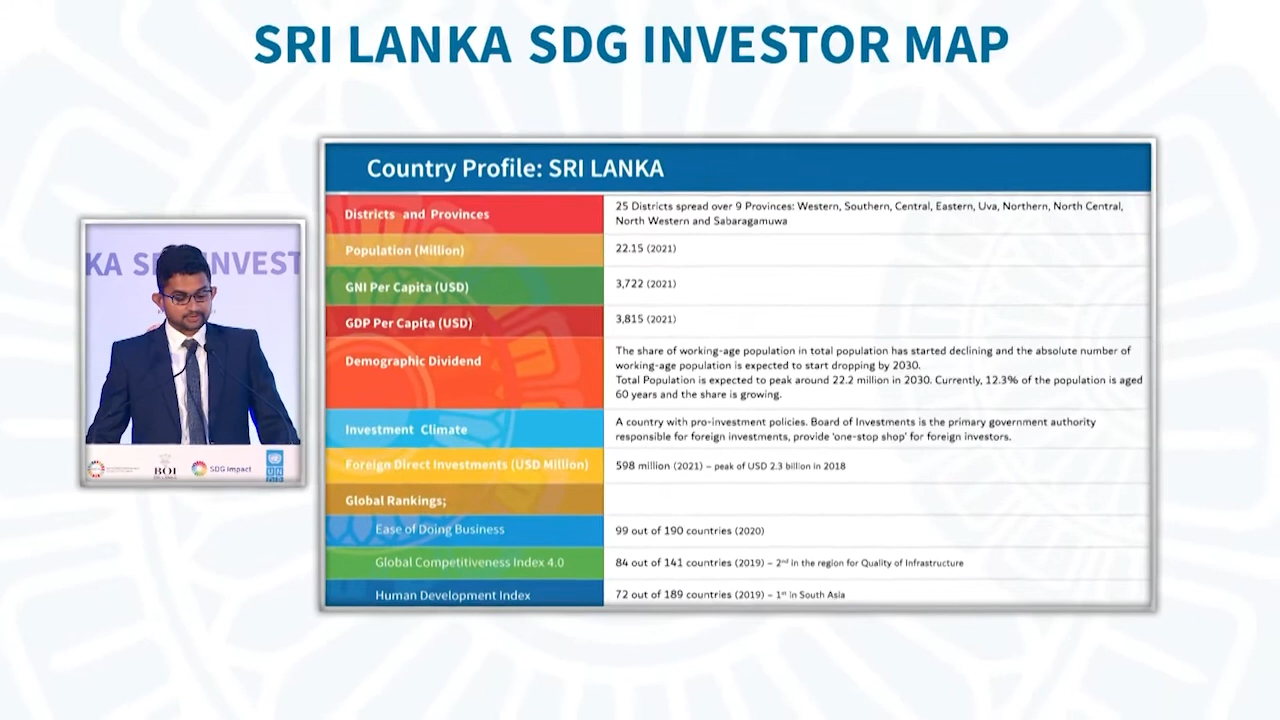 SRI LANKA SDG INVESTOR MAP
KA SD INVEST
BOI
SRI LANKA
SDG Impact
UN
DP
Country Profile: SRI LANKA
Districts and Provinces
25 Districts spread over 9 Provinces: Western, Southern, Central, Eastern, Uva, Northern, North Central,
North Western and Sabaragamuwa
Population (Million)
22.15 (2021)
GNI Per Capita (USD)
3,722 (2021)
GDP Per Capita (USD)
3,815 (2021)
Demographic Dividend
The share of working-age population in total population has started declining and the absolute number of
working-age population is expected to start dropping by 2030.
Total Population is expected to peak around 22.2 million in 2030. Currently, 12.3% of the population is aged
60 years and the share is growing.
Investment Climate
A country with pro-investment policies. Board of Investments is the primary government authority
responsible for foreign investments, provide ‘one-stop shop’ for foreign investors.
Foreign Direct Investments (USD Million)
598 million (2021) – peak of USD 2.3 billion in 2018
Global Rankings;
Ease of Doing Business
99 out of 190 countries (2020)
Global Competitiveness Index 4.0
84 out of 141 countries (2019) – 2nd in the region for Quality of Infrastructure
Human Development Index
72 out of 189 countries (2019) – 1st in South Asia